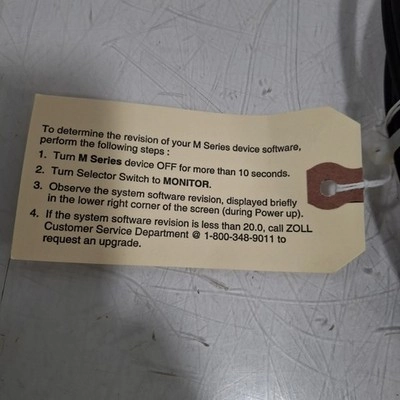 To determine the revision of your M Series device software,
perform the following steps :
1. Turn M Series device OFF for more than 10 seconds.
2. Turn Selector Switch to MONITOR.
3. Observe the system software revision, displayed briefly
in the lower right corner of the screen (during Power up).
4. If the system software revision is less than 20.0, call ZOLL
Customer Service Department @ 1-800-348-9011 to
request an upgrade.